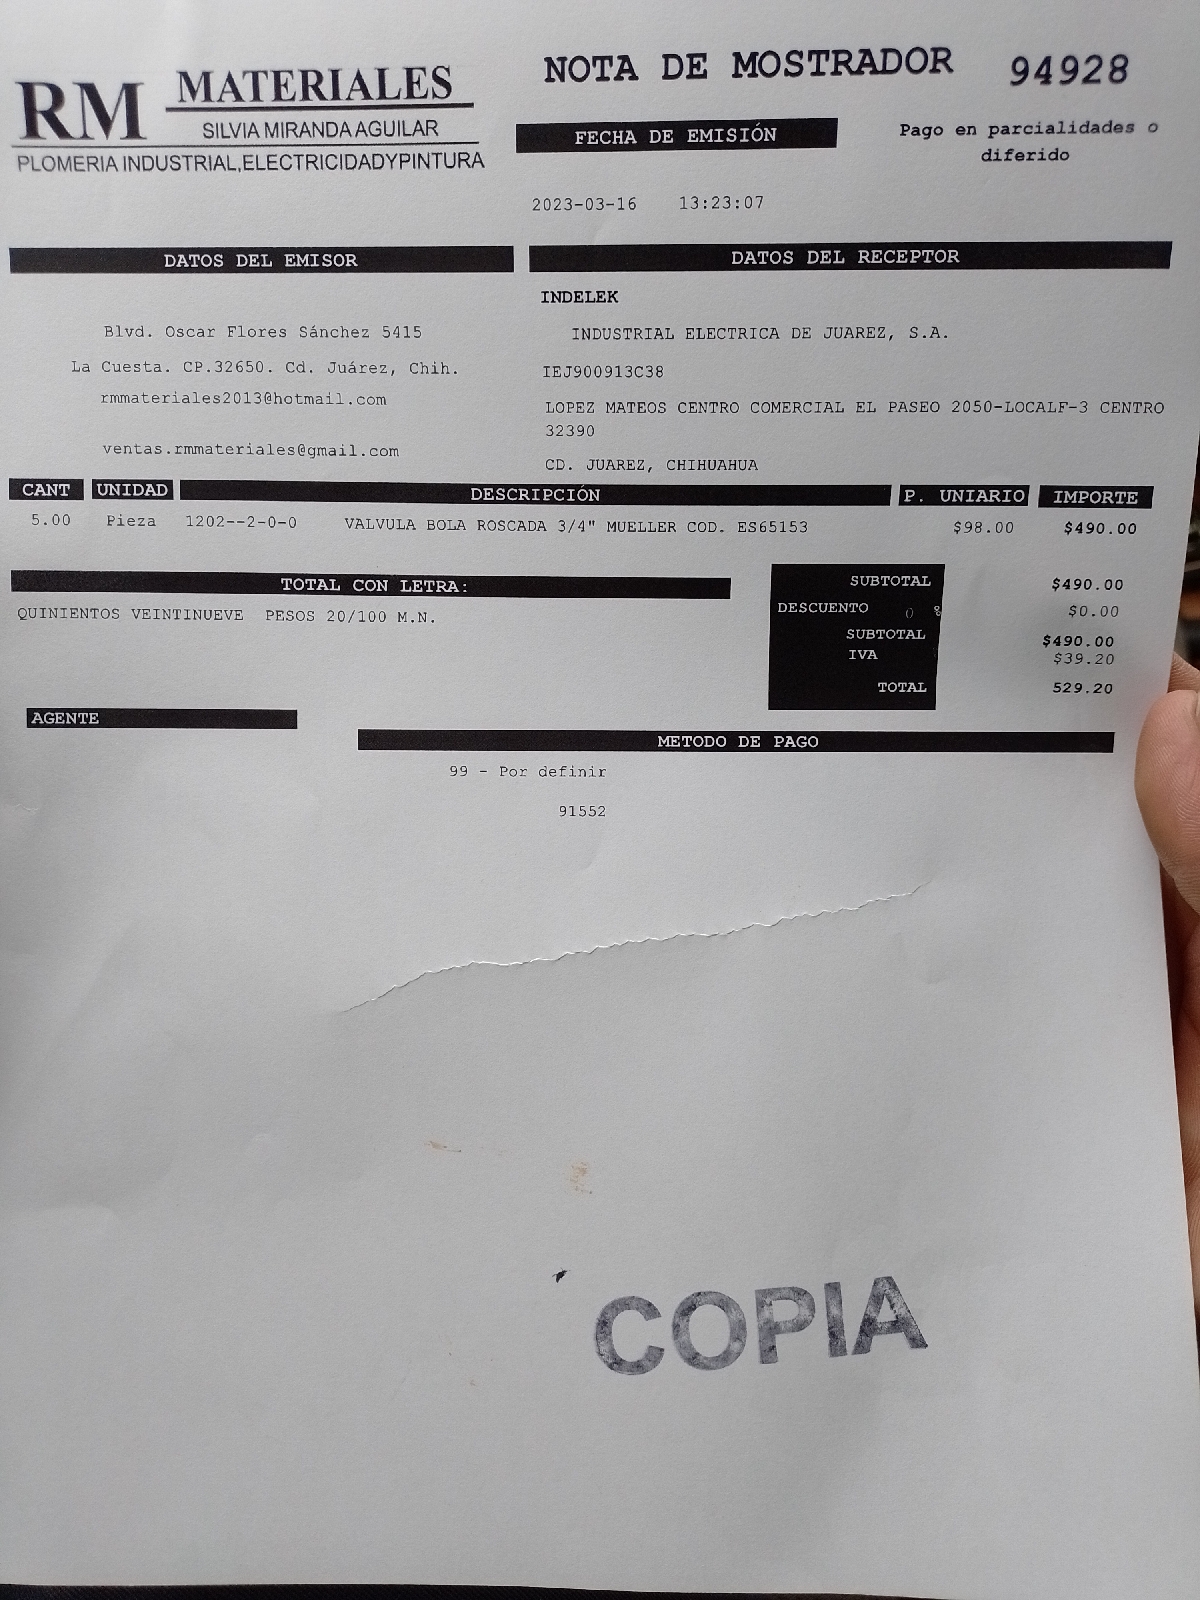 RM MATERIALES
SILVIA MIRANDA AGUILAR
PLOMERIA INDUSTRIAL,ELECTRICIDADYPINTURA
NOTA DE MOSTRADOR 94928
FECHA DE EMISIÓN
Pago en parcialidades o
diferido
2023-03-16 13:23:07
DATOS DEL EMISOR
Blvd. Oscar Flores Sánchez 5415
La Cuesta. CP.32650. Cd. Juárez, Chih.
rmmateriales2013@hotmail.com
ventas.rmmateriales@gmail.com
DATOS DEL RECEPTOR
INDELEK
INDUSTRIAL ELECTRICA DE JUAREZ, S.A.
IEJ900913C38
LOPEZ MATEOS CENTRO COMERCIAL EL PASEO 2050-LOCALF-3 CENTRO
32390
CD. JUAREZ, CHIHUAHUA
CANT UNIDAD DESCRIPCIÓN P. UNIARIO IMPORTE
5.00 Pieza 1202--2-0-0 VALVULA BOLA ROSCADA 3/4" MUELLER COD. ES65153 $98.00 $490.00
TOTAL CON LETRA:
QUINIENTOS VEINTINUEVE PESOS 20/100 M.N.
SUBTOTAL $490.00
DESCUENTO 0 % $0.00
SUBTOTAL $490.00
IVA $39.20
TOTAL 529.20
AGENTE
METODO DE PAGO
99 - Por definir
91552
COPIA